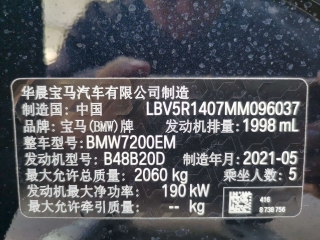 华晨宝马汽车有限公司制造
制造国：中国 LBV5R1407MM096037
品牌：宝马(BMW)牌 发动机排量：1998 mL
整车型号：BMW7200EM
发动机型号：B48B20D 制造年月：2021-05
最大允许总质量：2060 kg 乘坐人数：5
发动机最大净功率：190 kW
最大允许牵引质量：-- kg
416
8 736 756